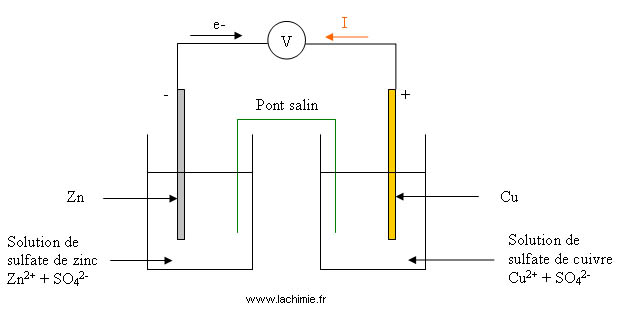 e-
I
V
-
+
Pont salin
Zn
Cu
Solution de
sulfate de zinc
Zn²⁺ + SO₄²⁻
Solution de
sulfate de cuivre
Cu²⁺ + SO₄²⁻
www.lachimie.fr